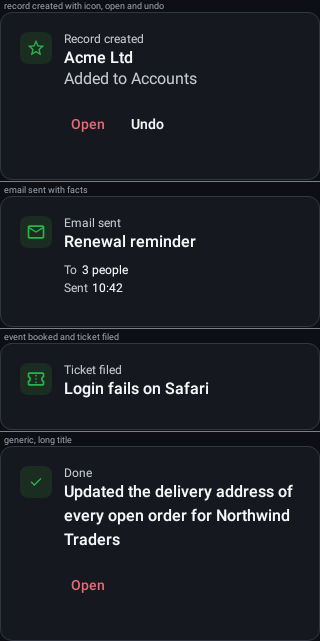 record created with icon, open and undo
Record created
Acme Ltd
Added to Accounts
Open Undo
email sent with facts
Email sent
Renewal reminder
To 3 people
Sent 10:42
event booked and ticket filed
Ticket filed
Login fails on Safari
generic, long title
Done
Updated the delivery address of
every open order for Northwind
Traders
Open